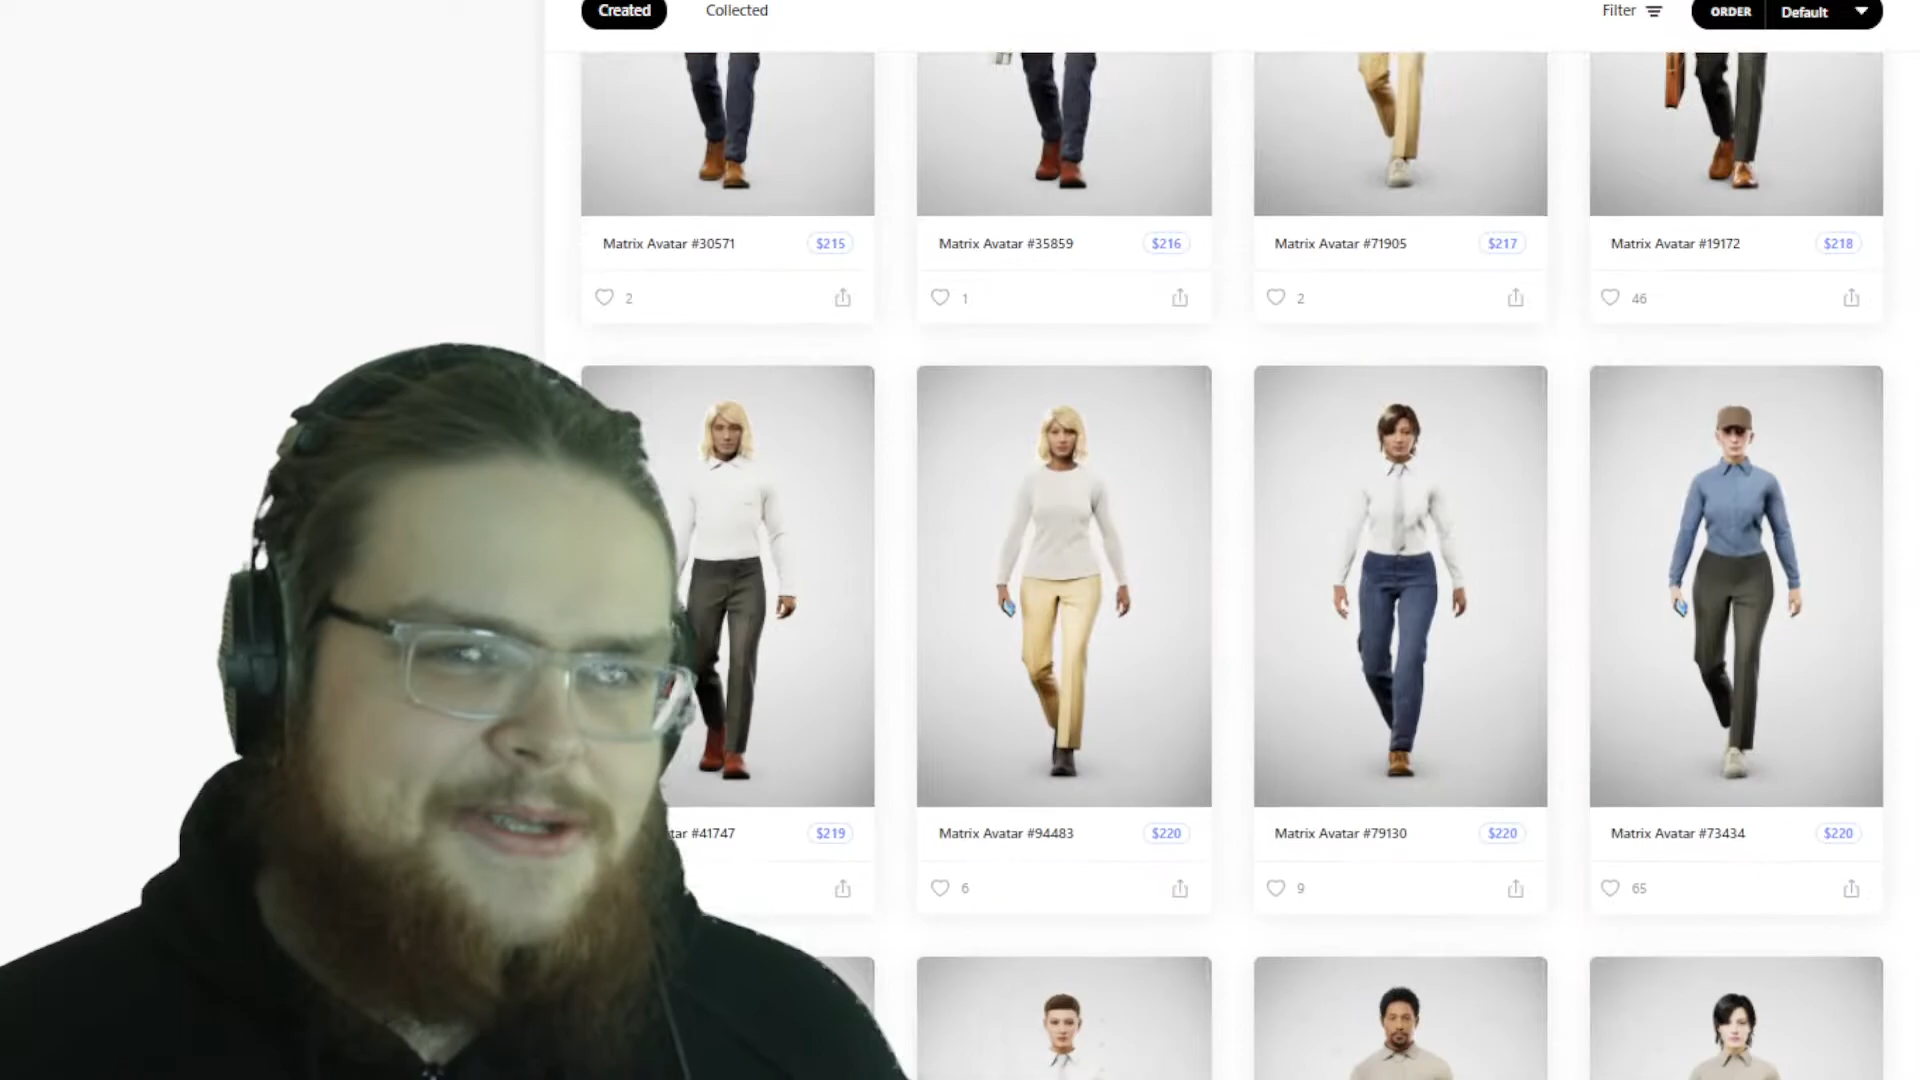 Created
Collected
Filter
ORDER
Default
Matrix Avatar #30571
$215
Matrix Avatar #35859
$216
Matrix Avatar #71905
$217
Matrix Avatar #19172
$218
2
1
2
46
tar #41747
$219
Matrix Avatar #94483
$220
Matrix Avatar #79130
$220
Matrix Avatar #73434
$220
6
9
65